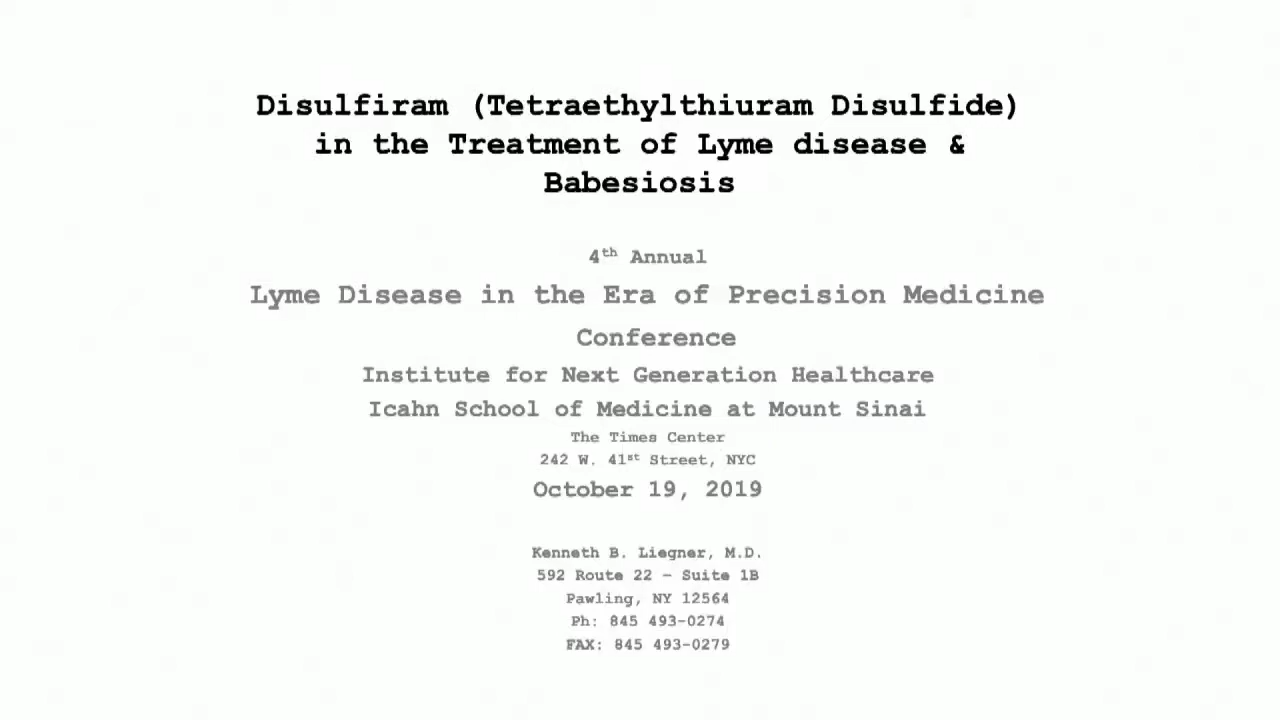 Disulfiram (Tetraethylthiuram Disulfide)
in the Treatment of Lyme disease &
Babesiosis
4th Annual
Lyme Disease in the Era of Precision Medicine
Conference
Institute for Next Generation Healthcare
Icahn School of Medicine at Mount Sinai
The Times Center
242 W. 41st Street, NYC
October 19, 2019
Kenneth B. Liegner, M.D.
592 Route 22 – Suite 1B
Pawling, NY 12564
Ph: 845 493-0274
FAX: 845 493-0279